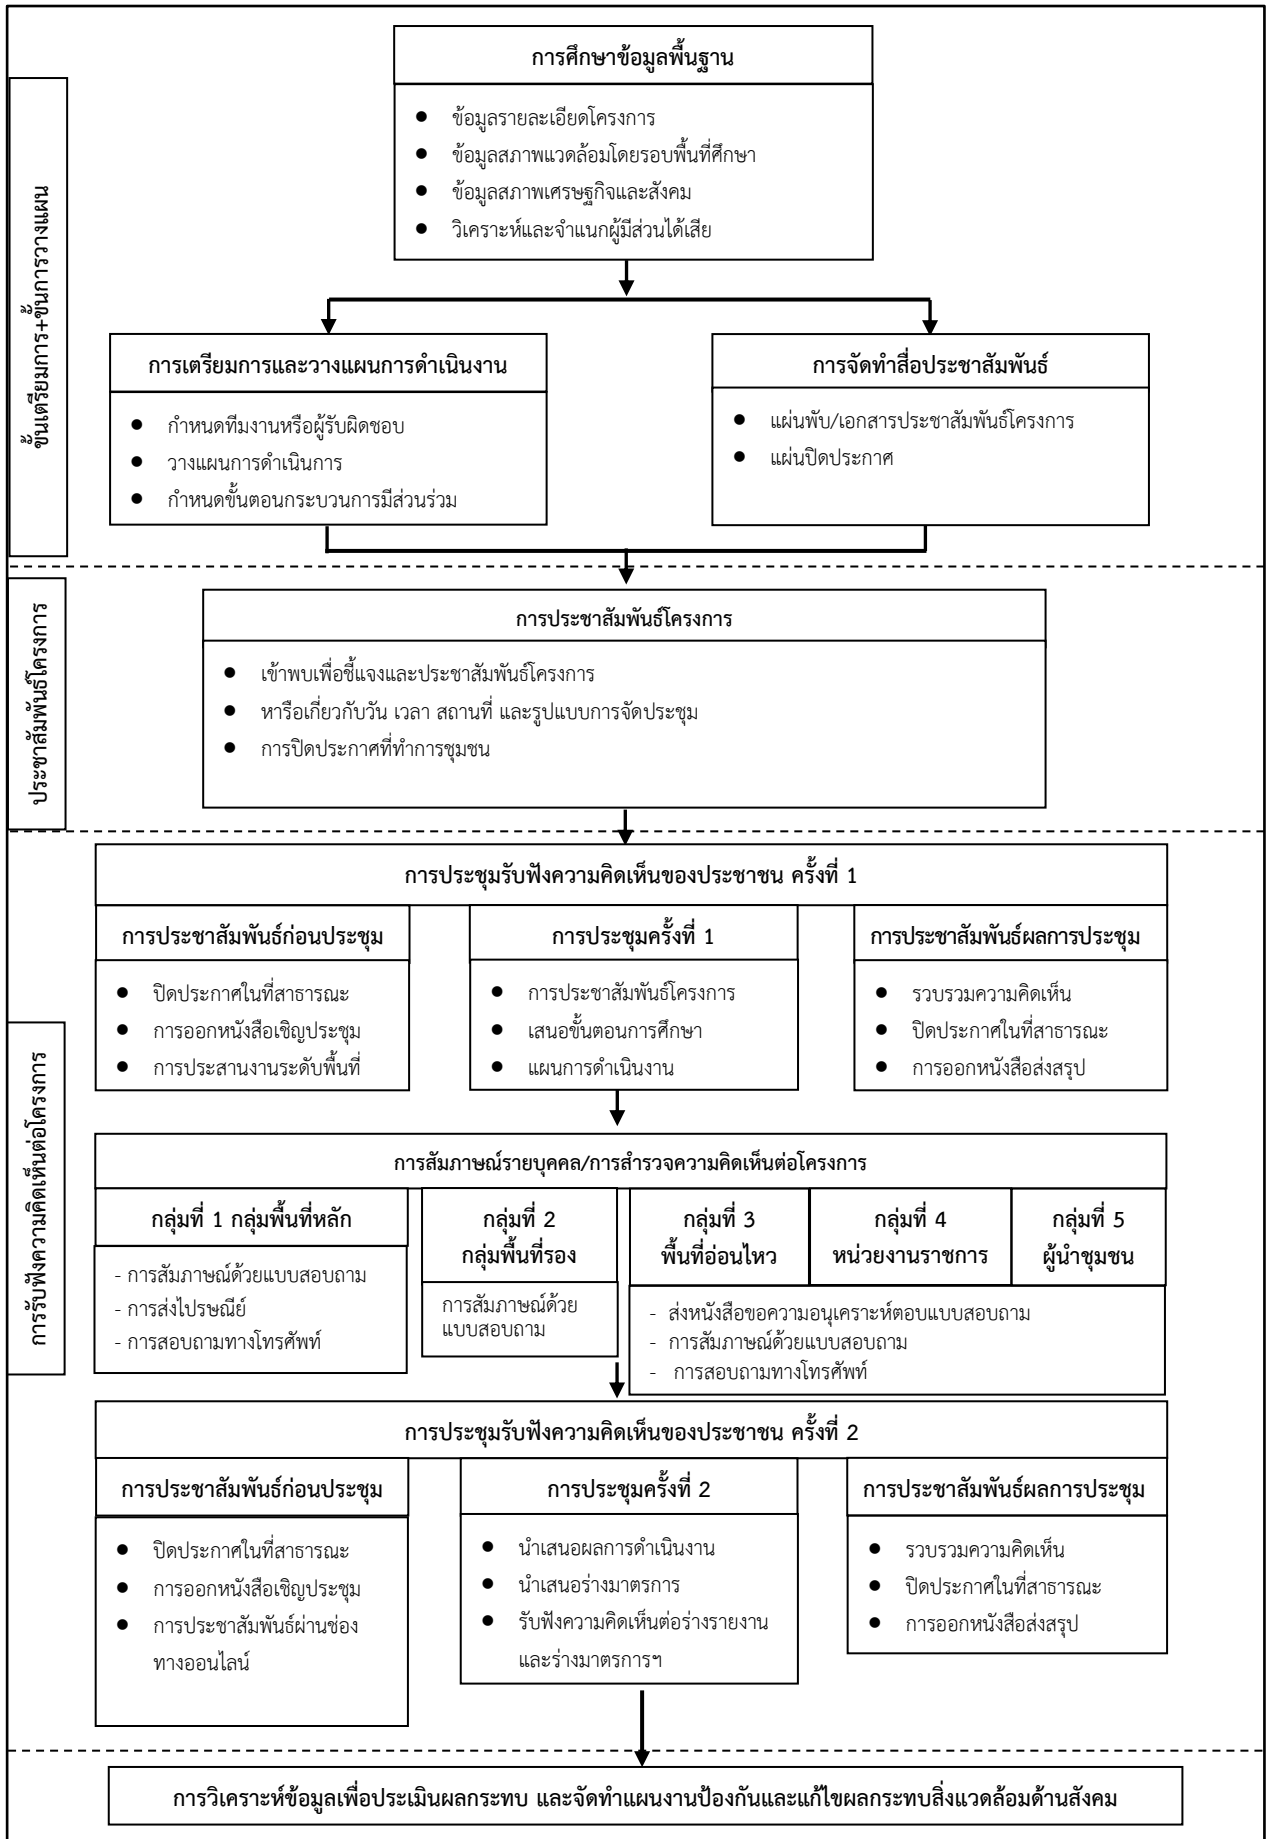 การศึกษาข้อมูลพื้นฐาน
● ข้อมูลรายละเอียดโครงการ
● ข้อมูลสภาพแวดล้อมโดยรอบพื้นที่ศึกษา
● ข้อมูลสภาพเศรษฐกิจและสังคม
● วิเคราะห์และจำแนกผู้มีส่วนได้เสีย
ขั้นเตรียมการ+ขั้นการวางแผน
การเตรียมการและวางแผนการดำเนินงาน
● กำหนดทีมงานหรือผู้รับผิดชอบ
● วางแผนการดำเนินการ
● กำหนดขั้นตอนกระบวนการมีส่วนร่วม
การจัดทำสื่อประชาสัมพันธ์
● แผ่นพับ/เอกสารประชาสัมพันธ์โครงการ
● แผ่นปิดประกาศ
ประชาสัมพันธ์โครงการ
การประชาสัมพันธ์โครงการ
● เข้าพบเพื่อชี้แจงและประชาสัมพันธ์โครงการ
● หารือเกี่ยวกับวัน เวลา สถานที่ และรูปแบบการจัดประชุม
● การปิดประกาศที่ทำการชุมชน
การรับฟังความคิดเห็นต่อโครงการ
การประชุมรับฟังความคิดเห็นของประชาชน ครั้งที่ 1
การประชาสัมพันธ์ก่อนประชุม
● ปิดประกาศในที่สาธารณะ
● การออกหนังสือเชิญประชุม
● การประสานงานระดับพื้นที่
การประชุมครั้งที่ 1
● การประชาสัมพันธ์โครงการ
● เสนอขั้นตอนการศึกษา
● แผนการดำเนินงาน
การประชาสัมพันธ์ผลการประชุม
● รวบรวมความคิดเห็น
● ปิดประกาศในที่สาธารณะ
● การออกหนังสือส่งสรุป
การสัมภาษณ์รายบุคคล/การสำรวจความคิดเห็นต่อโครงการ
กลุ่มที่ 1 กลุ่มพื้นที่หลัก
- การสัมภาษณ์ด้วยแบบสอบถาม
- การส่งไปรษณีย์
- การสอบถามทางโทรศัพท์
กลุ่มที่ 2
กลุ่มพื้นที่รอง
การสัมภาษณ์ด้วย
แบบสอบถาม
กลุ่มที่ 3
พื้นที่อ่อนไหว
กลุ่มที่ 4
หน่วยงานราชการ
กลุ่มที่ 5
ผู้นำชุมชน
- ส่งหนังสือขอความอนุเคราะห์ตอบแบบสอบถาม
- การสัมภาษณ์ด้วยแบบสอบถาม
- การสอบถามทางโทรศัพท์
การประชุมรับฟังความคิดเห็นของประชาชน ครั้งที่ 2
การประชาสัมพันธ์ก่อนประชุม
● ปิดประกาศในที่สาธารณะ
● การออกหนังสือเชิญประชุม
● การประชาสัมพันธ์ผ่านช่อง
ทางออนไลน์
การประชุมครั้งที่ 2
● นำเสนอผลการดำเนินงาน
● นำเสนอร่างมาตรการ
● รับฟังความคิดเห็นต่อร่างรายงาน
และร่างมาตรการฯ
การประชาสัมพันธ์ผลการประชุม
● รวบรวมความคิดเห็น
● ปิดประกาศในที่สาธารณะ
● การออกหนังสือส่งสรุป
การวิเคราะห์ข้อมูลเพื่อประเมินผลกระทบ และจัดทำแผนงานป้องกันและแก้ไขผลกระทบสิ่งแวดล้อมด้านสังคม